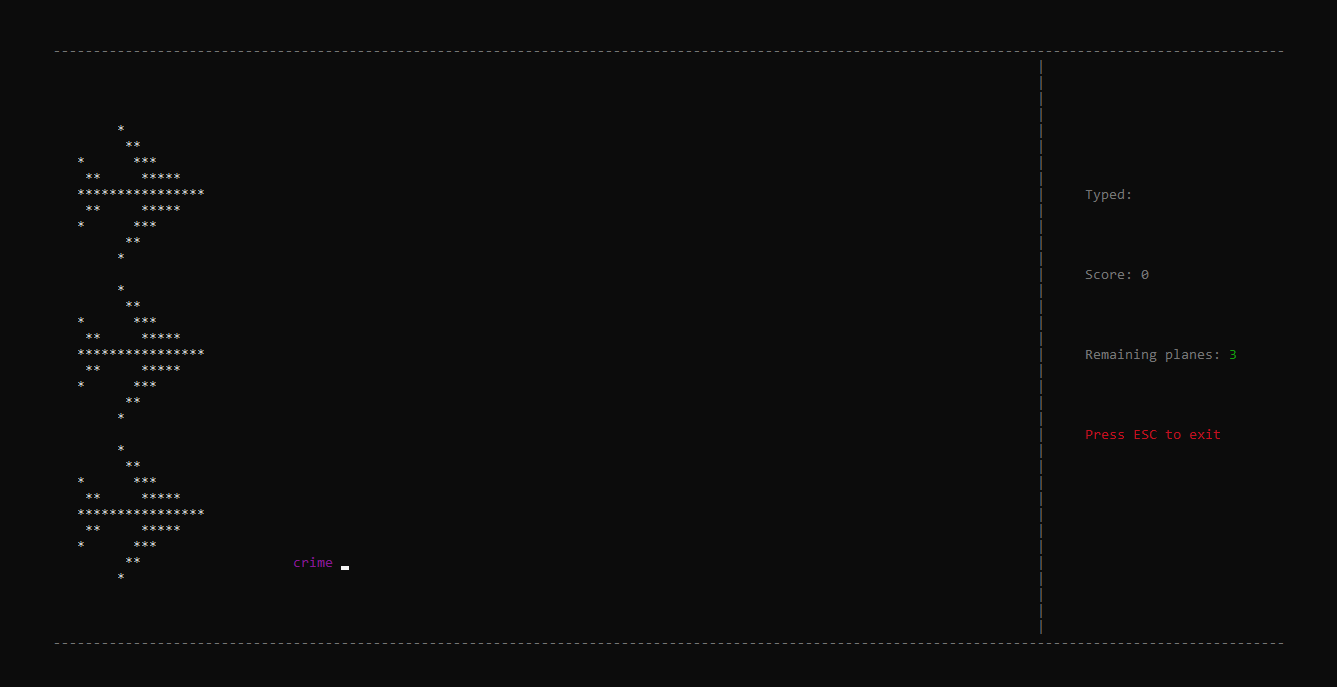 Typed:
Score: 0
Remaining planes: 3
Press ESC to exit
crime